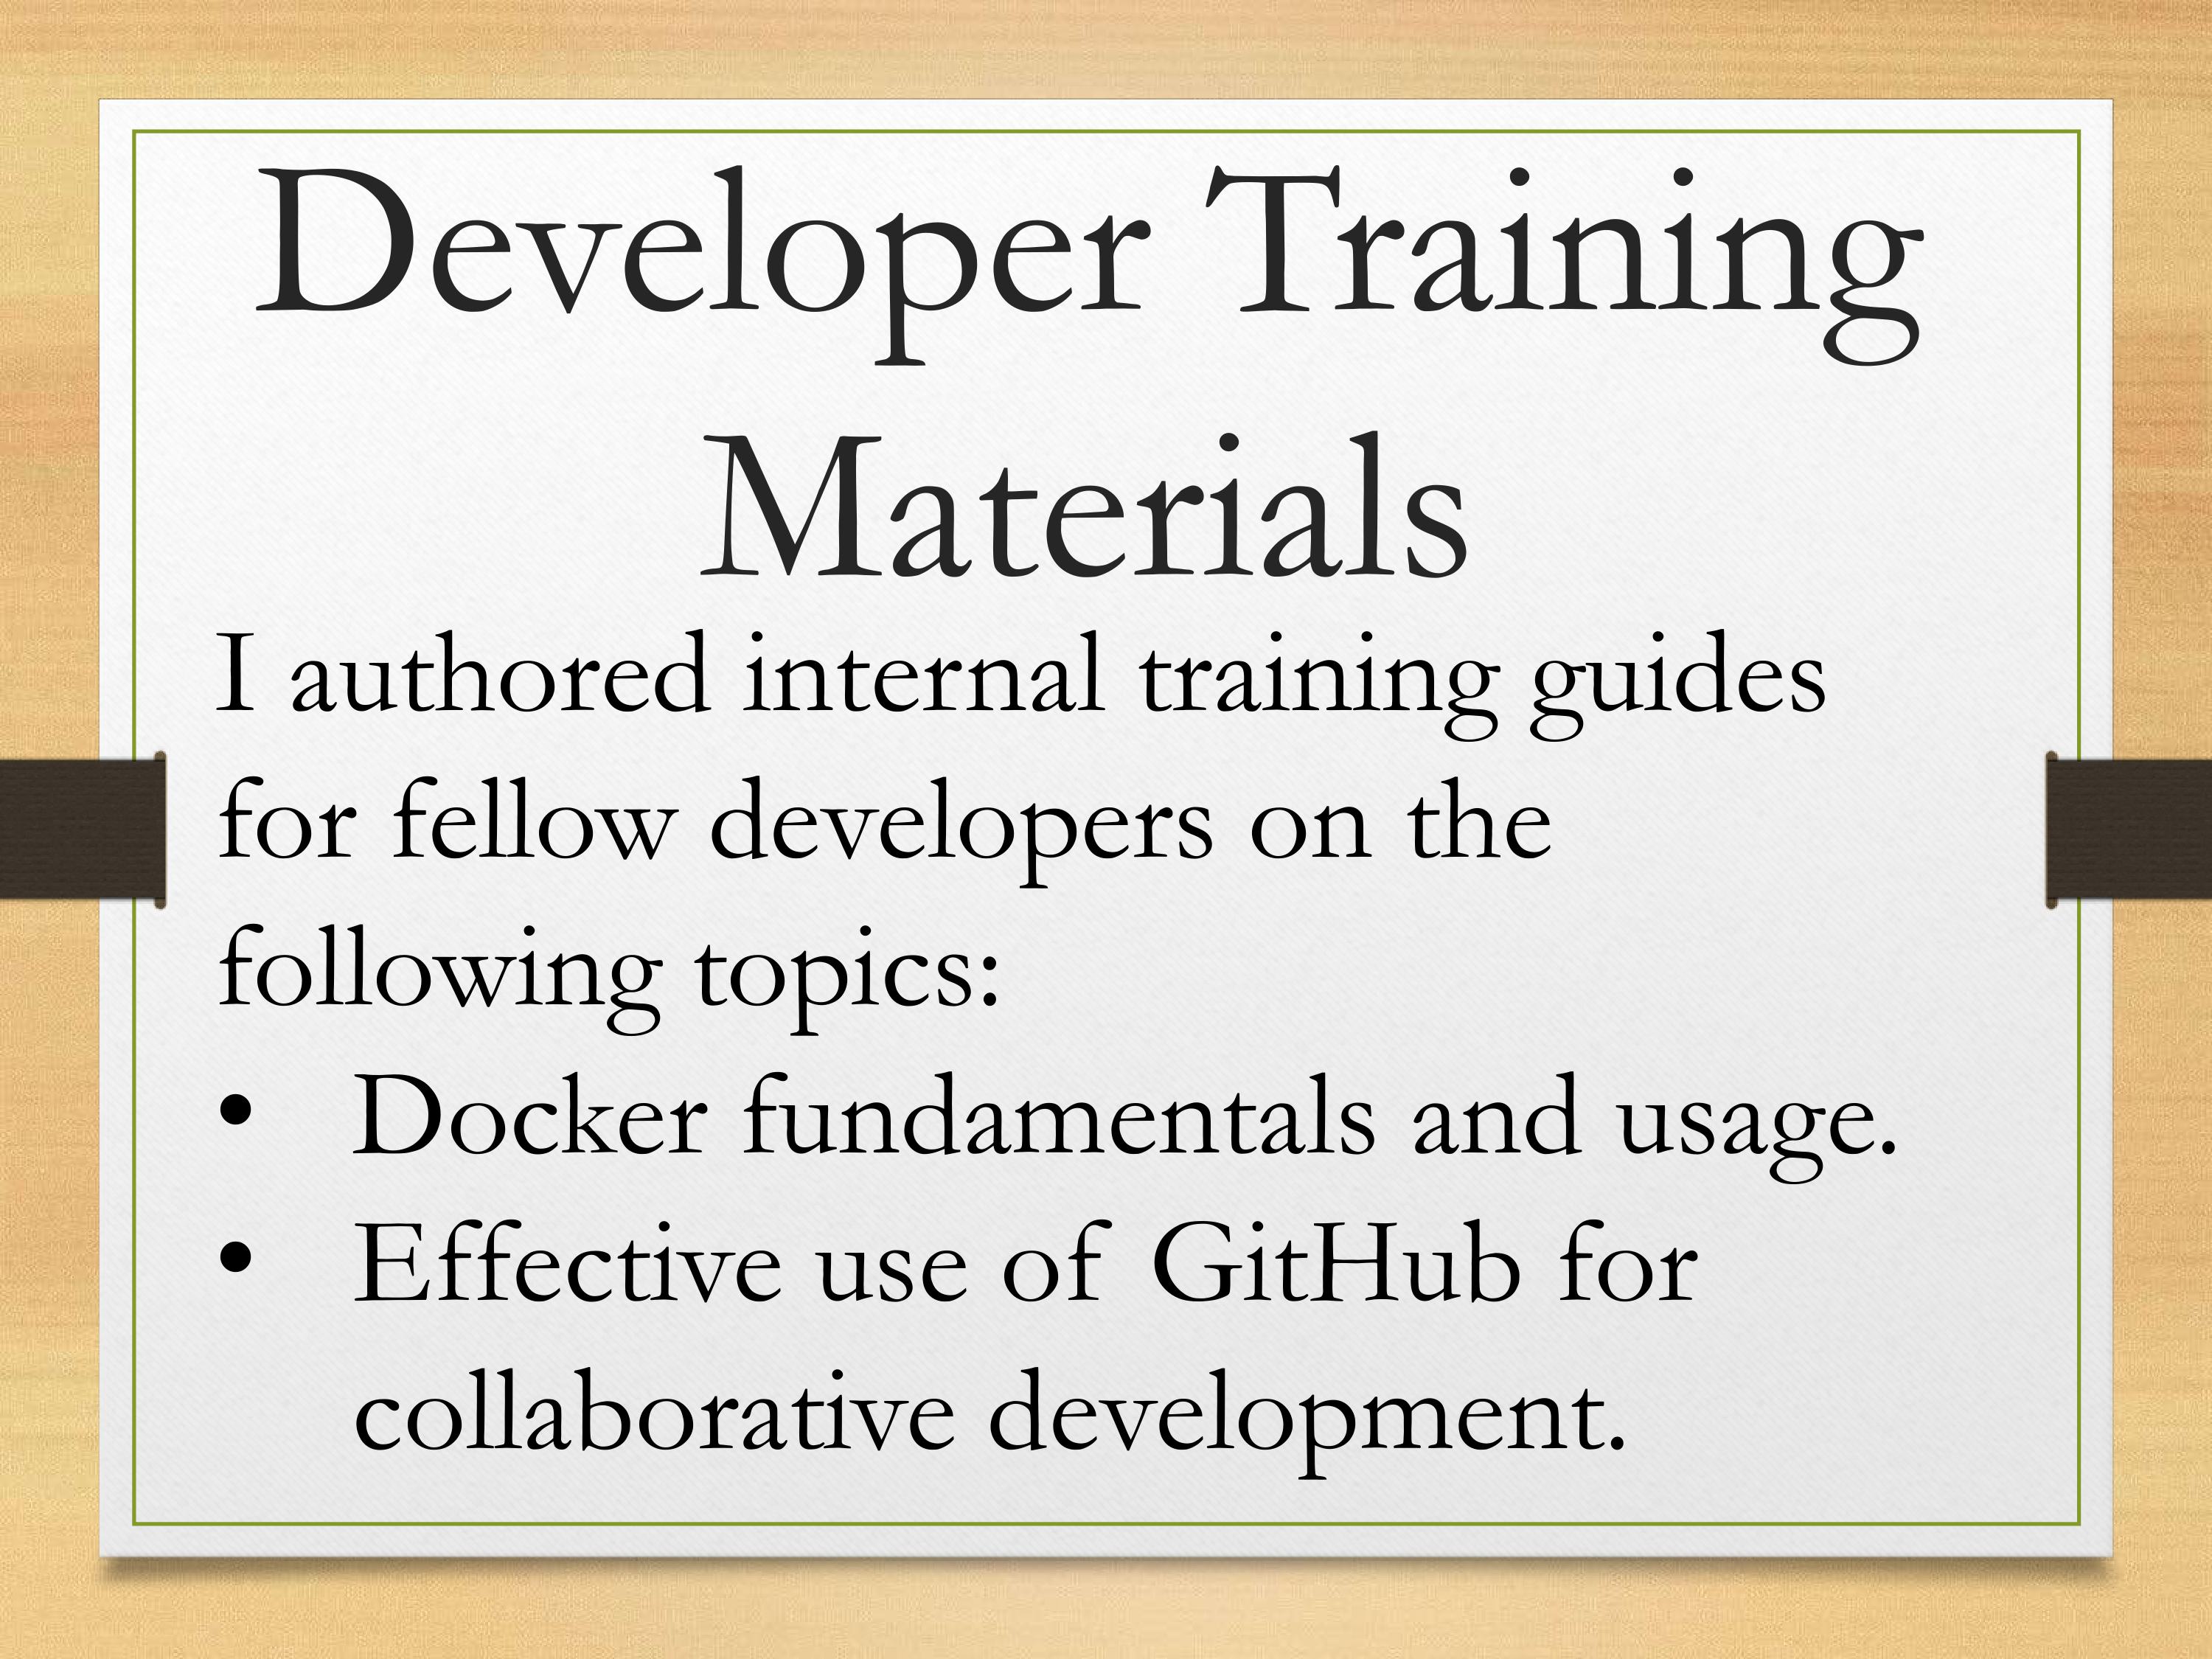 Developer Training
Materials
I authored internal training guides
for fellow developers on the
following topics:
• Docker fundamentals and usage.
• Effective use of GitHub for
collaborative development.